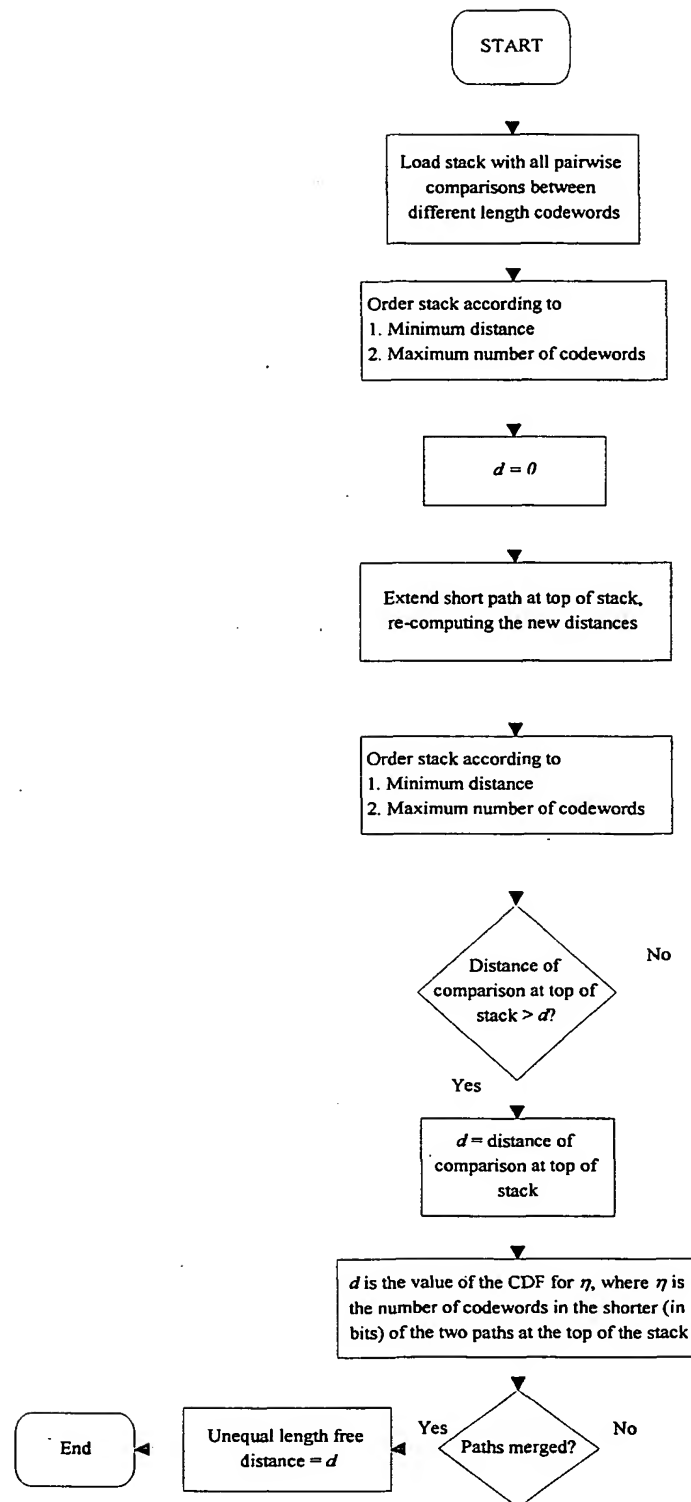 START
Load stack with all pairwise
comparisons between
different length codewords
Order stack according to
1. Minimum distance
2. Maximum number of codewords
d = 0
Extend short path at top of stack,
re-computing the new distances
Order stack according to
1. Minimum distance
2. Maximum number of codewords
Distance of
comparison at top of
stack > d?
No
Yes
d = distance of
comparison at top of
stack
d is the value of the CDF for η, where η is
the number of codewords in the shorter (in
bits) of the two paths at the top of the stack
Paths merged?
Yes
No
Unequal length free
distance = d
End